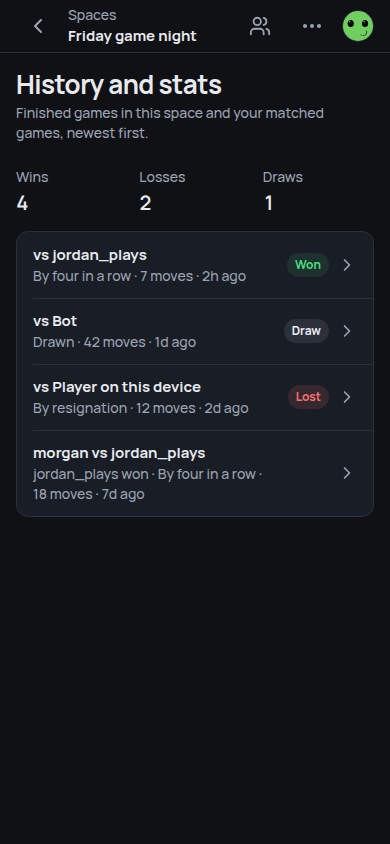 Spaces
Friday game night
History and stats
Finished games in this space and your matched
games, newest first.
Wins
Losses
Draws
4
2
1
vs jordan_plays
By four in a row · 7 moves · 2h ago
Won
vs Bot
Drawn · 42 moves · 1d ago
Draw
vs Player on this device
By resignation · 12 moves · 2d ago
Lost
morgan vs jordan_plays
jordan_plays won · By four in a row ·
18 moves · 7d ago